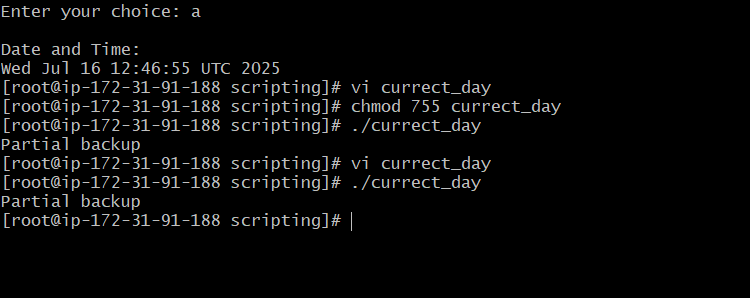 Enter your choice: a
Date and Time:
Wed Jul 16 12:46:55 UTC 2025
[root@ip-172-31-91-188 scripting]# vi currect_day
[root@ip-172-31-91-188 scripting]# chmod 755 currect_day
[root@ip-172-31-91-188 scripting]# ./currect_day
Partial backup
[root@ip-172-31-91-188 scripting]# vi currect_day
[root@ip-172-31-91-188 scripting]# ./currect_day
Partial backup
[root@ip-172-31-91-188 scripting]#